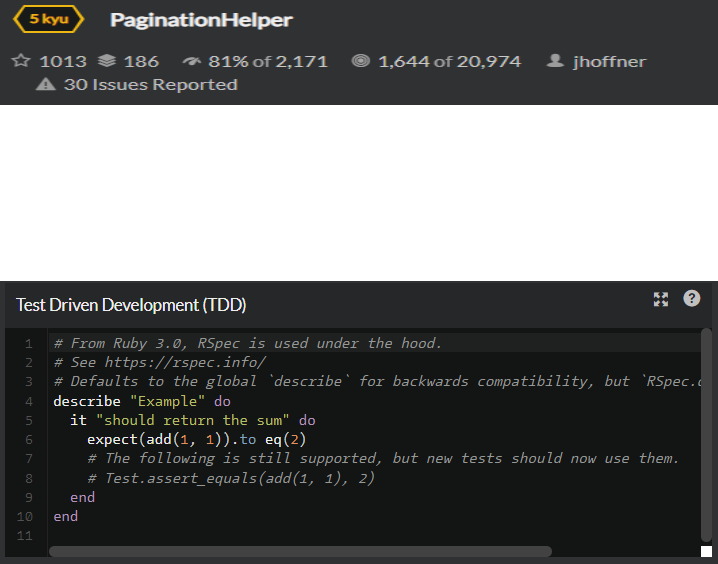 5 kyu PaginationHelper
1013 186 81% of 2,171 1,644 of 20,974 jhoffner
30 Issues Reported
Test Driven Development (TDD)
1 # From Ruby 3.0, RSpec is used under the hood.
2 # See https://rspec.info/
3 # Defaults to the global `describe` for backwards compatibility, but `RSpec.
4 describe "Example" do
5 it "should return the sum" do
6 expect(add(1, 1)).to eq(2)
7 # The following is still supported, but new tests should now use them.
8 # Test.assert_equals(add(1, 1), 2)
9 end
10 end
11